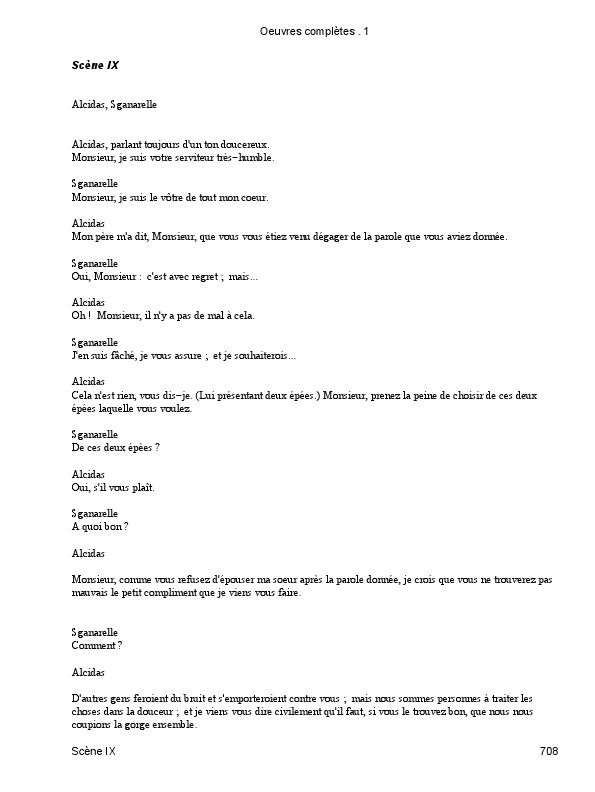 Oeuvres complètes . 1
Scène IX
Alcidas, Sganarelle
Alcidas, parlant toujours d'un ton doucereux.
Monsieur, je suis votre serviteur très−humble.
Sganarelle
Monsieur, je suis le vôtre de tout mon coeur.
Alcidas
Mon père m'a dit, Monsieur, que vous vous étiez venu dégager de la parole que vous aviez donnée.
Sganarelle
Oui, Monsieur : c'est avec regret ; mais...
Alcidas
Oh ! Monsieur, il n'y a pas de mal à cela.
Sganarelle
J'en suis fâché, je vous assure ; et je souhaiterois...
Alcidas
Cela n'est rien, vous dis−je. (Lui présentant deux épées.) Monsieur, prenez la peine de choisir de ces deux
épées laquelle vous voulez.
Sganarelle
De ces deux épées ?
Alcidas
Oui, s'il vous plaît.
Sganarelle
A quoi bon ?
Alcidas
Monsieur, comme vous refusez d'épouser ma soeur après la parole donnée, je crois que vous ne trouverez pas
mauvais le petit compliment que je viens vous faire.
Sganarelle
Comment ?
Alcidas
D'autres gens feroient du bruit et s'emporteroient contre vous ; mais nous sommes personnes à traiter les
choses dans la douceur ; et je viens vous dire civilement qu'il faut, si vous le trouvez bon, que nous nous
coupions la gorge ensemble.
Scène IX 708